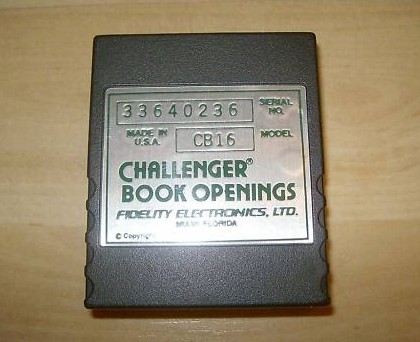 33640236 SERIAL NO.
MADE IN U.S.A. CB16 MODEL
CHALLENGER®
BOOK OPENINGS
FIDELITY ELECTRONICS, LTD.
MIAMI, FLORIDA
© Copyright